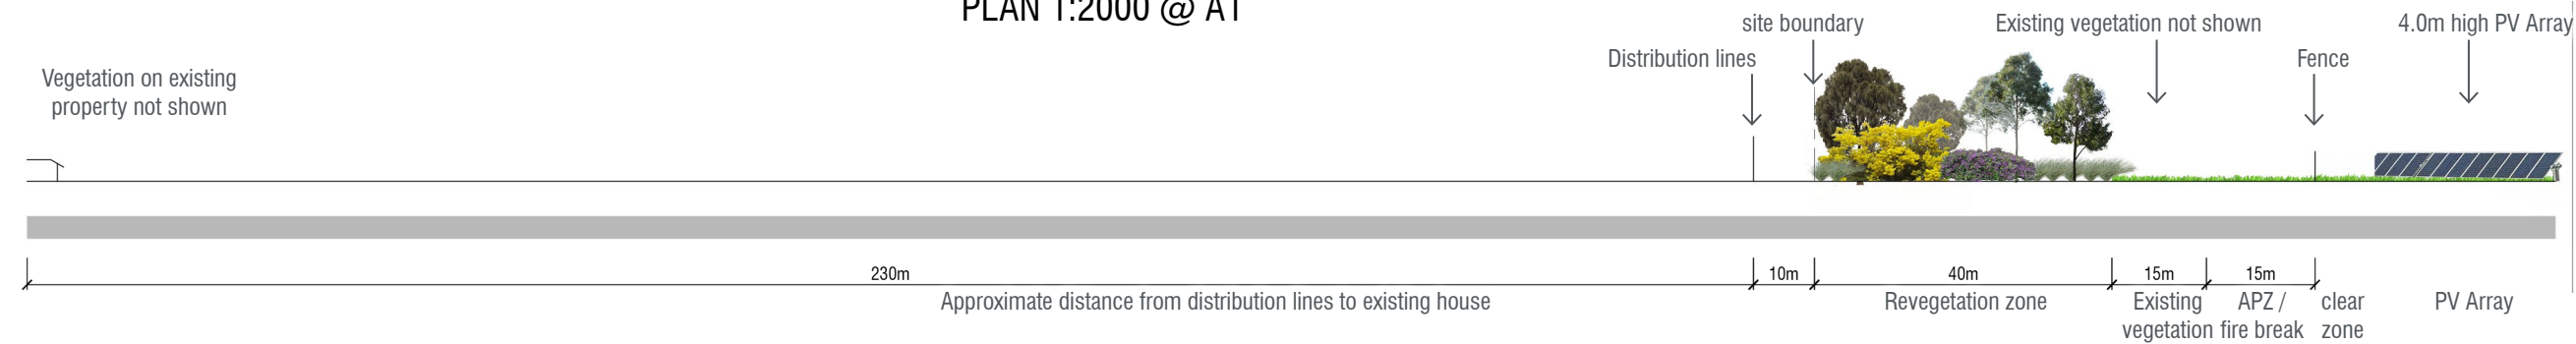 PLAN 1:2000 @ A1
site boundary
Existing vegetation not shown
4.0m high PV Array
Distribution lines
Fence
Vegetation on existing
property not shown
230m
10m
40m
15m
15m
Approximate distance from distribution lines to existing house
Revegetation zone
Existing
vegetation
APZ /
fire break
clear
zone
PV Array